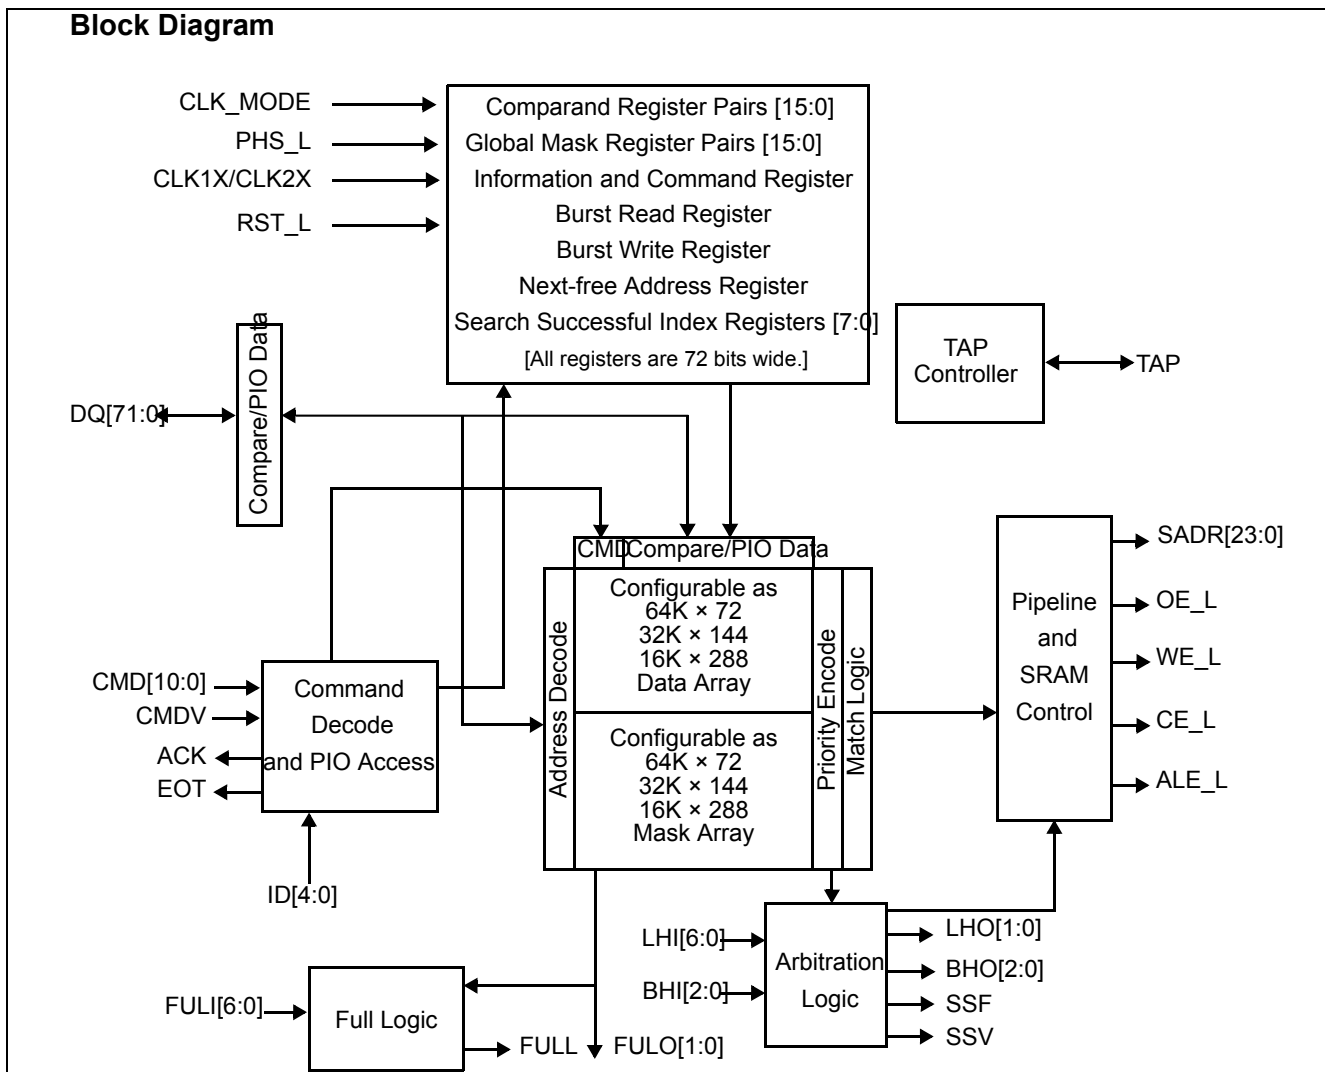 Block Diagram
CLK_MODE
PHS_L
CLK1X/CLK2X
RST_L
Comparand Register Pairs [15:0]
Global Mask Register Pairs [15:0]
Information and Command Register
Burst Read Register
Burst Write Register
Next-free Address Register
Search Successful Index Registers [7:0]
[All registers are 72 bits wide.]
TAP
Controller
TAP
DQ[71:0]
Compare/PIO Data
CMD
Compare/PIO Data
Address Decode
Configurable as
64K × 72
32K × 144
16K × 288
Data Array
Configurable as
64K × 72
32K × 144
16K × 288
Mask Array
Priority Encode
Match Logic
Pipeline
and
SRAM
Control
SADR[23:0]
OE_L
WE_L
CE_L
ALE_L
CMD[10:0]
CMDV
ACK
EOT
Command
Decode
and PIO Access
ID[4:0]
LHI[6:0]
BHI[2:0]
Arbitration
Logic
LHO[1:0]
BHO[2:0]
SSF
SSV
FULI[6:0]
Full Logic
FULL
FULO[1:0]